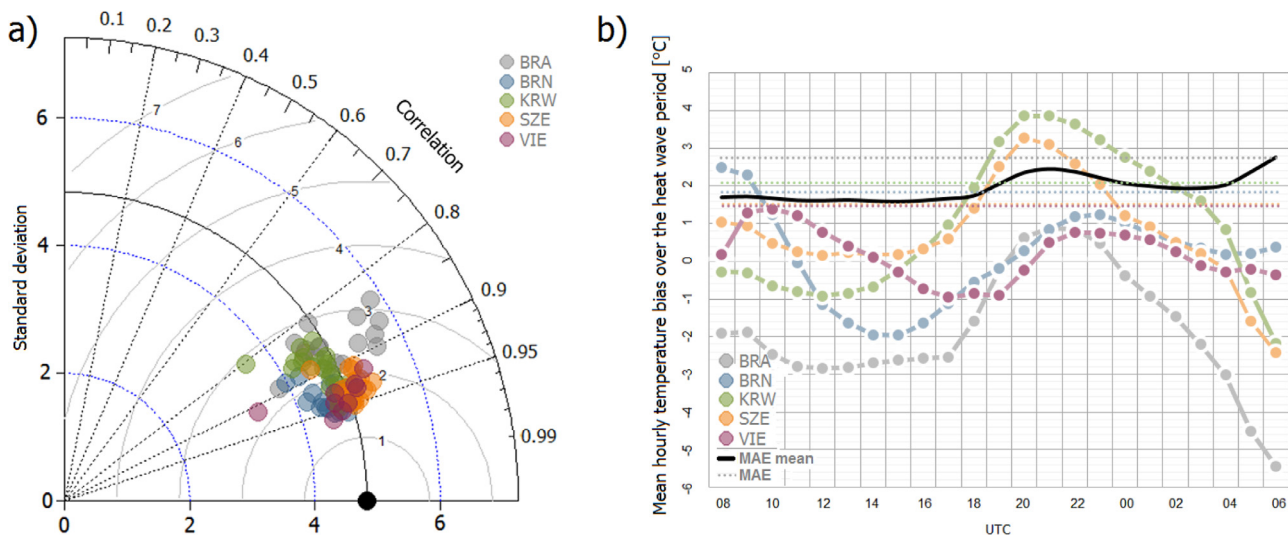 a)
0.1
0.2
0.3
0.4
0.5
0.6
0.7
0.8
0.9
0.95
0.99
Correlation
BRA
BRN
KRW
SZE
VIE
Standard deviation
6
4
2
0
0
2
4
6
7
6
5
4
3
2
1
b)
Mean hourly temperature bias over the heat wave period [°C]
5
4
3
2
1
0
-1
-2
-3
-4
-5
-6
BRA
BRN
KRW
SZE
VIE
MAE mean
MAE
08 10 12 14 16 18 20 22 00 02 04 06
UTC